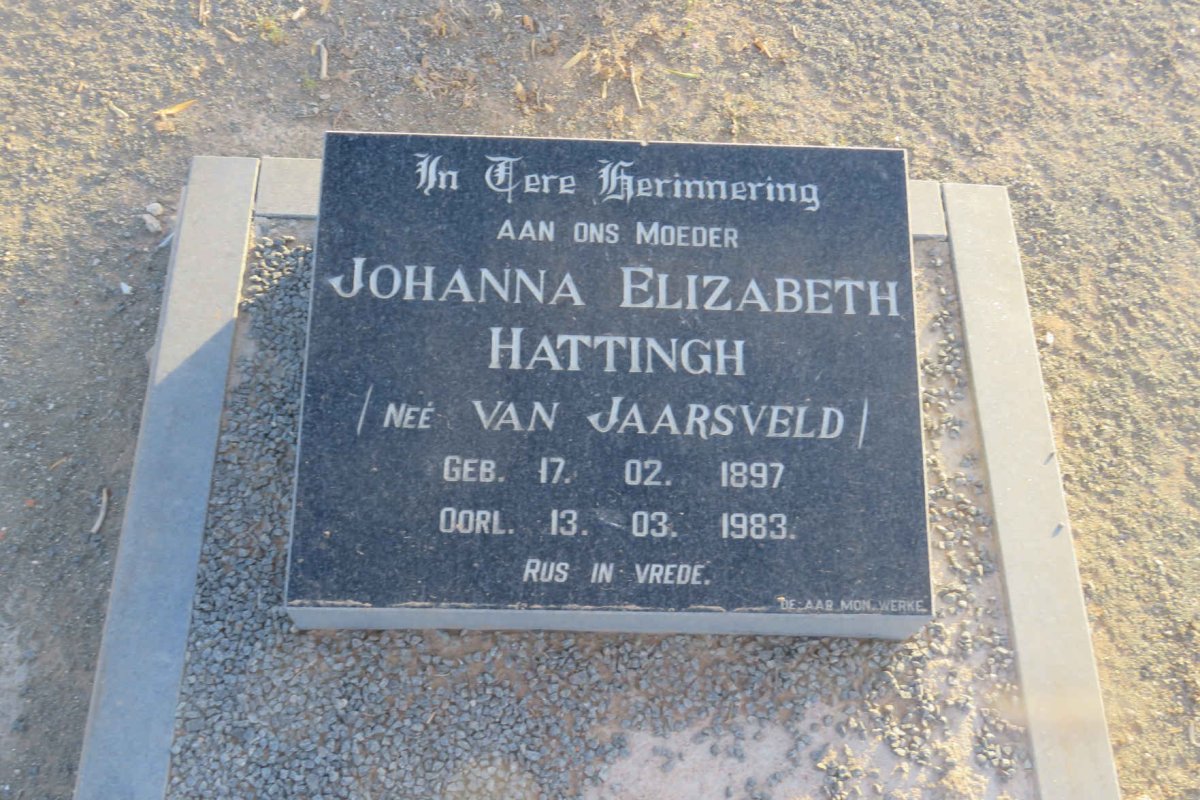 In Tere Herinnering
AAN ONS MOEDER
JOHANNA ELIZABETH
HATTINGH
/ NEÉ VAN JAARSVELD /
GEB. 17. 02. 1897
OORL. 13. 03. 1983.
RUS IN VREDE.
DE-AAR MON. WERKE